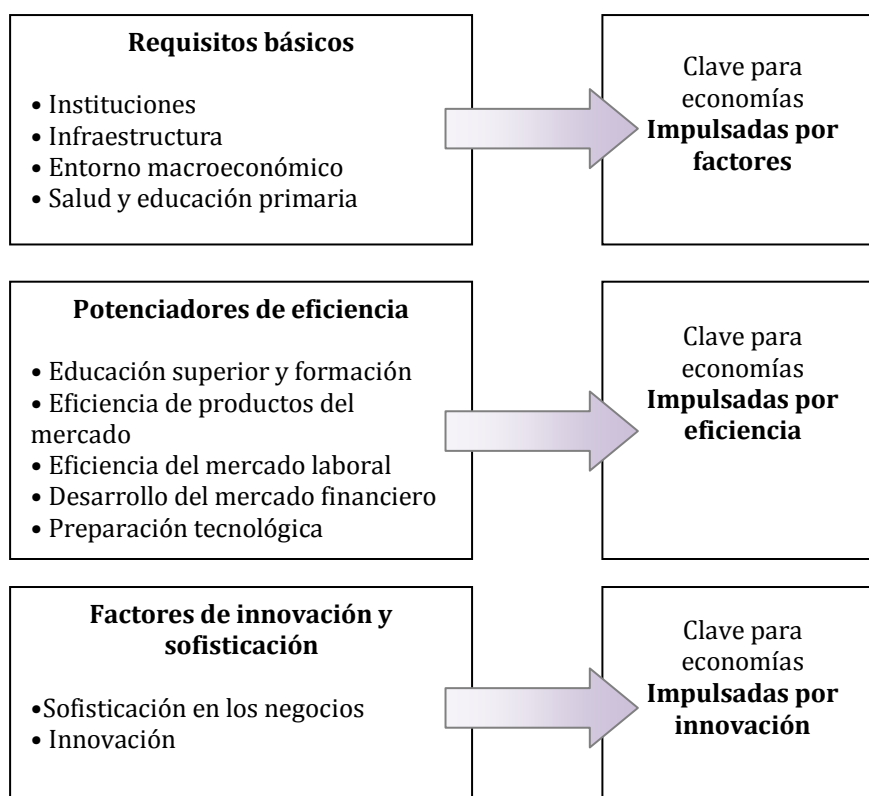 Requisitos básicos
• Instituciones
• Infraestructura
• Entorno macroeconómico
• Salud y educación primaria
Clave para
economías
Impulsadas por
factores
Potenciadores de eficiencia
• Educación superior y formación
• Eficiencia de productos del
mercado
• Eficiencia del mercado laboral
• Desarrollo del mercado financiero
• Preparación tecnológica
Clave para
economías
Impulsadas por
eficiencia
Factores de innovación y
sofisticación
•Sofisticación en los negocios
• Innovación
Clave para
economías
Impulsadas por
innovación